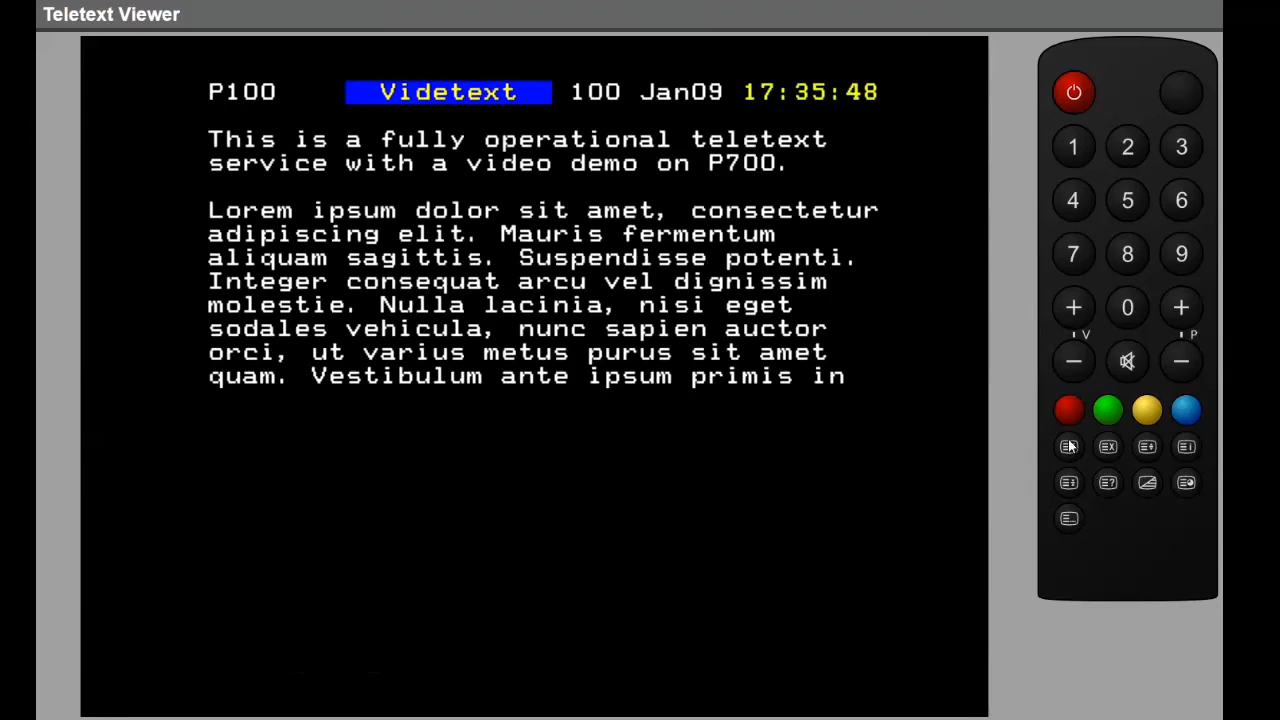 Teletext Viewer
P100 Videtext 100 Jan09 17:35:48
This is a fully operational teletext
service with a video demo on P700.
Lorem ipsum dolor sit amet, consectetur
adipiscing elit. Mauris fermentum
aliquam sagittis. Suspendisse potenti.
Integer consequat arcu vel dignissim
molestie. Nulla lacinia, nisi eget
sodales vehicula, nunc sapien auctor
orci, ut varius metus purus sit amet
quam. Vestibulum ante ipsum primis in
1 2 3
4 5 6
7 8 9
+ 0 +
V P
− −
X i
?